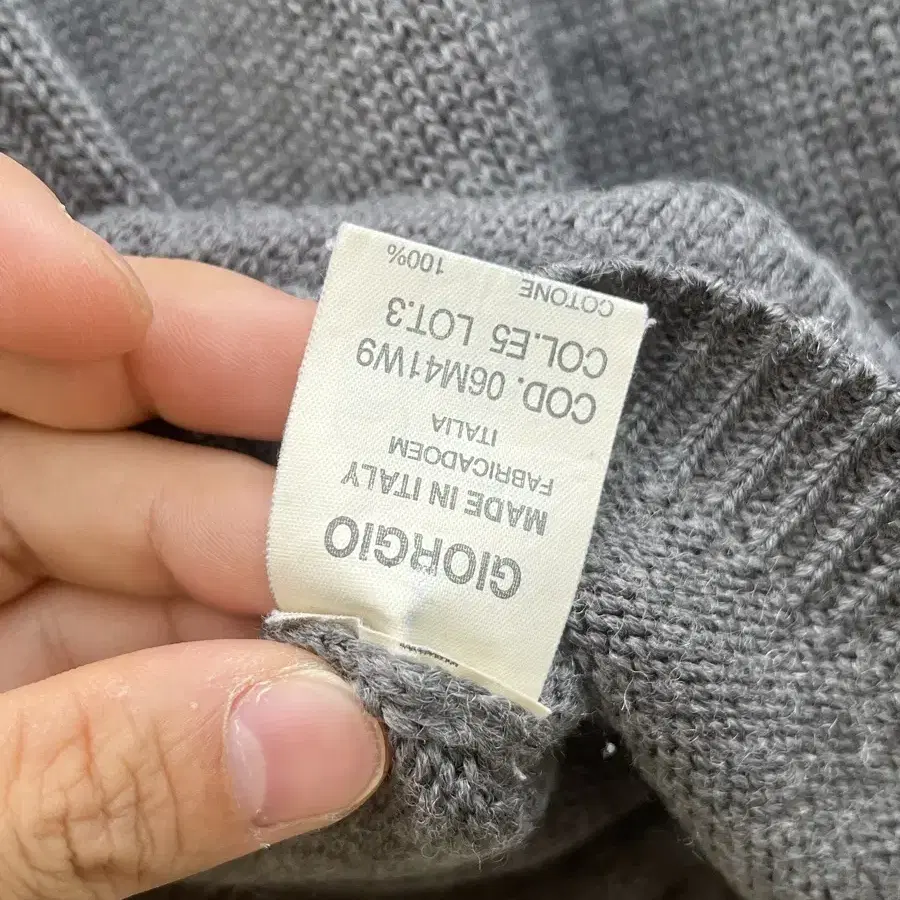 GIORGIO
MADE IN ITALY
FABRICADOEM
ITALIA
COD. 06M41W9
COL.E5 LOT.3
COTONE
100%